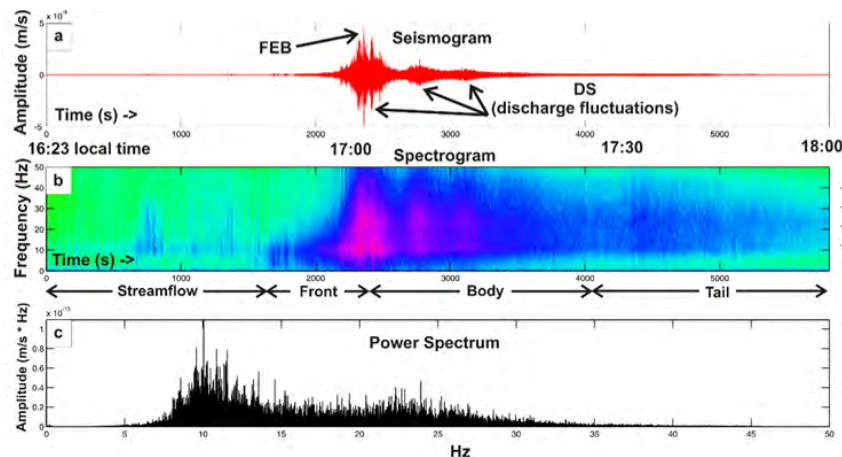 5 x 10⁻⁴
a
FEB
Seismogram
Amplitude (m/s)
0
DS
(discharge fluctuations)
Time (s) ->
-5
0 1000 2000 3000 4000 5000
16:23 local time 17:00 17:30 18:00
Spectrogram
b
Frequency (Hz)
50
40
30
20
10
0
Time (s) ->
0 1000 2000 3000 4000 5000
Streamflow Front Body Tail
c
Power Spectrum
Amplitude (m/s * Hz)
1
0.8
0.6
0.4
0.2
0
0 5 10 15 20 25 30 35 40 45 50
Hz